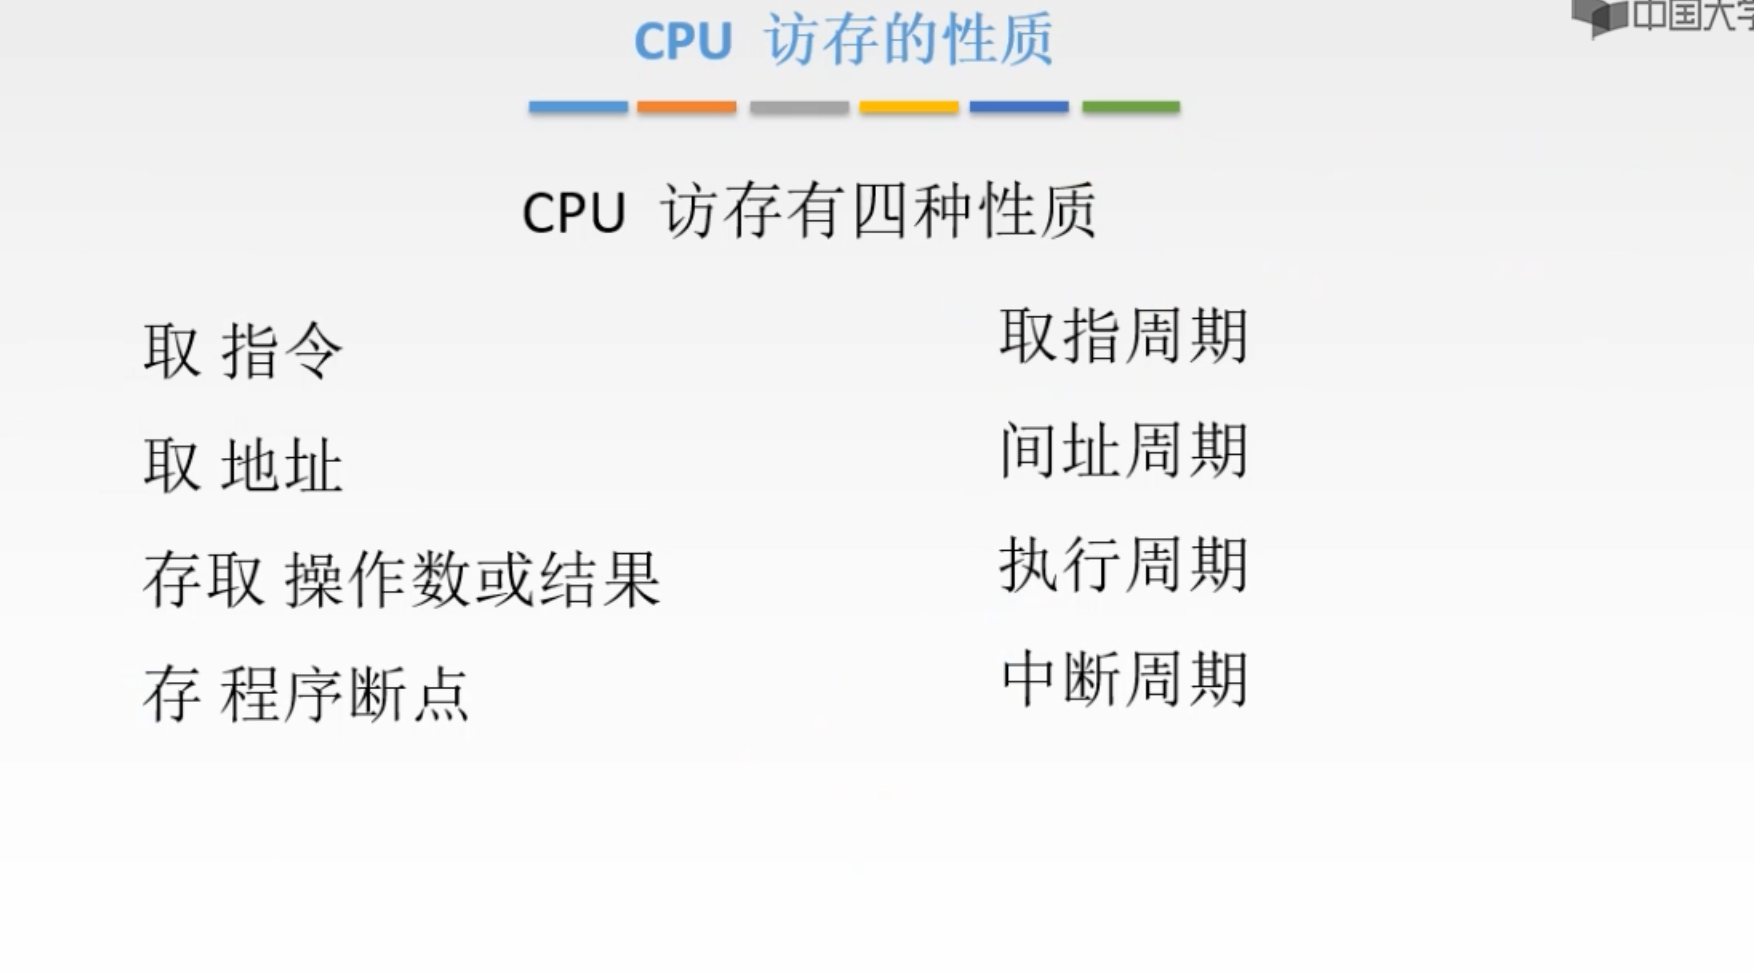 中国大学
CPU 访存的性质
CPU 访存有四种性质
取 指令
取指周期
取 地址
间址周期
存取 操作数或结果
执行周期
存 程序断点
中断周期